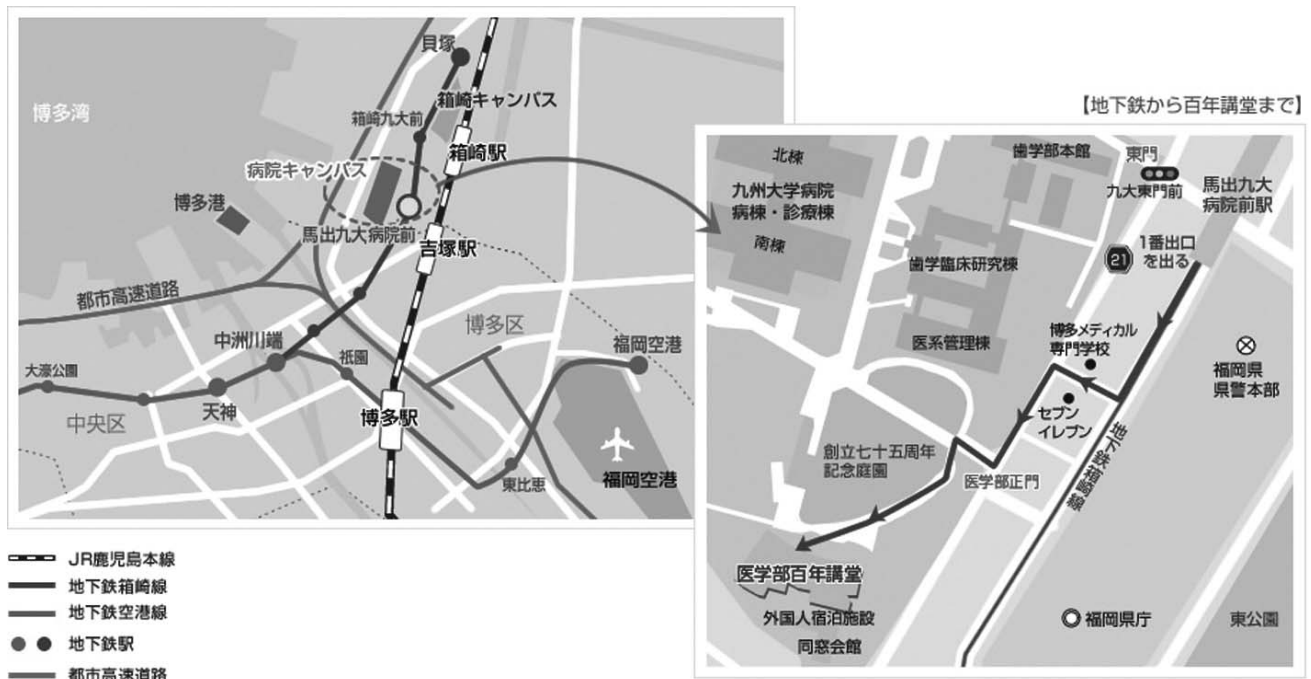 博多湾
貝塚
箱崎キャンパス
箱崎九大前
箱崎駅
病院キャンパス
博多港
馬出九大病院前
吉塚駅
都市高速道路
中洲川端
祇園
博多区
福岡空港
大濠公園
天神
中央区
博多駅
東比恵
福岡空港
JR鹿児島本線
地下鉄箱崎線
地下鉄空港線
地下鉄駅
都市高速道路
【地下鉄から百年講堂まで】
北棟
九州大学病院
病棟・診療棟
南棟
歯学部本館
東門
九大東門前
馬出九大
病院前駅
21
1番出口
を出る
歯学臨床研究棟
医系管理棟
博多メディカル
専門学校
セブン
イレブン
福岡県
県警本部
地下鉄箱崎線
創立七十五周年
記念庭園
医学部正門
医学部百年講堂
外国人宿泊施設
同窓会館
福岡県庁
東公園